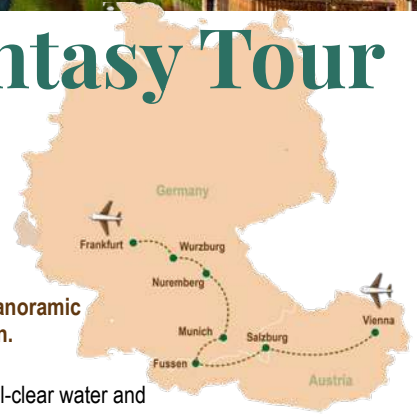 ntasy Tour
Germany
Frankfurt
Wurzburg
Nuremberg
anoramic
n.
Munich
Salzburg
Vienna
Fussen
Austria
l-clear water and